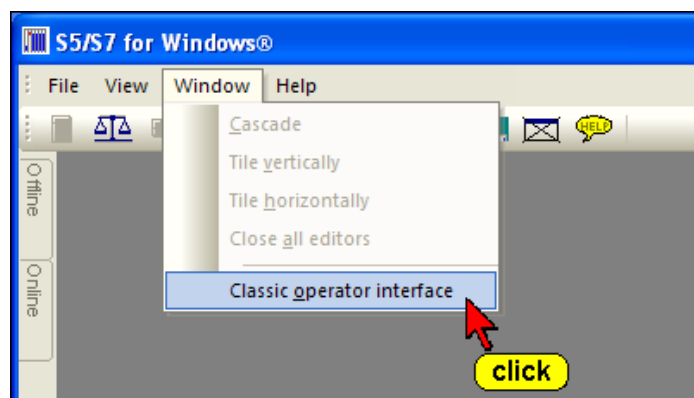 S5/S7 for Windows®
File View Window Help
Cascade
Tile vertically
Tile horizontally
Close all editors
Classic operator interface
HELP
Offline
Online
click